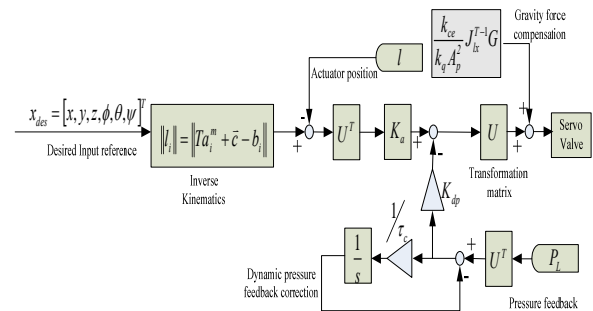 x_des = [x, y, z, ϕ, θ, ψ]^T
Desired Input reference
‖l_i‖ = ‖Ta_i^m + c⃗ − b_i‖
Inverse
Kinematics
-
+
Actuator position
l
U^T
K_a
+
-
k_ce / k_q A_p^2 J_lx^{T-1} G
Gravity force
compensation
U
Transformation
matrix
+
+
Servo
Valve
K_dp
1/τ_c
1/s
Dynamic pressure
feedback correction
+
-
U^T
P_L
Pressure feedback